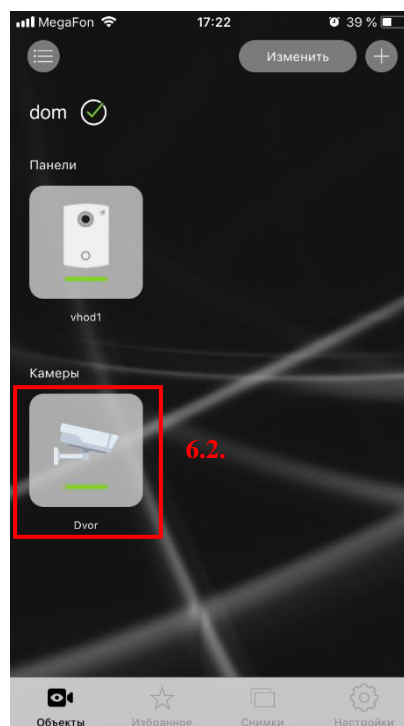 MegaFon 17:22 39 %
Изменить
dom
Панели
vhod1
Камеры
6.2.
Dvor
Объекты Избранное Снимки Настройки